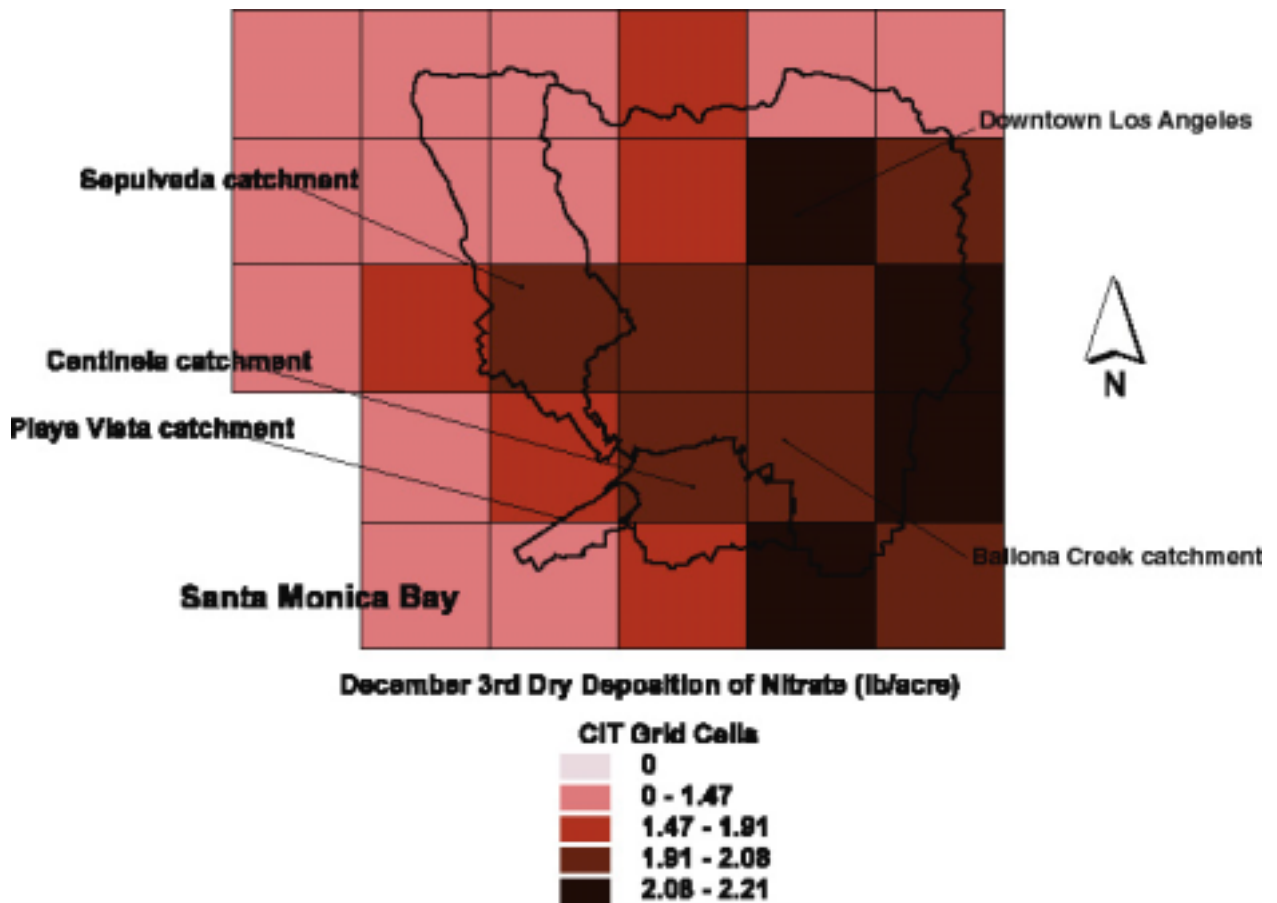 Downtown Los Angeles
Sepulveda catchment
Centinela catchment
N
Playa Vista catchment
Ballona Creek catchment
Santa Monica Bay
December 3rd Dry Deposition of Nitrate (lb/acre)
CIT Grid Cells
0
0 - 1.47
1.47 - 1.91
1.91 - 2.08
2.08 - 2.21